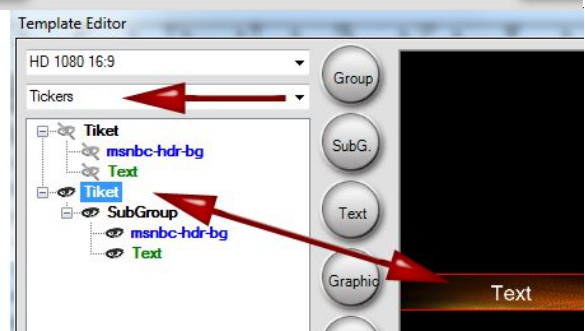 Template Editor
HD 1080 16:9
Tickers
Tiket
msnbc-hdr-bg
Text
Tiket
SubGroup
msnbc-hdr-bg
Text
Group
SubG.
Text
Graphic
Text